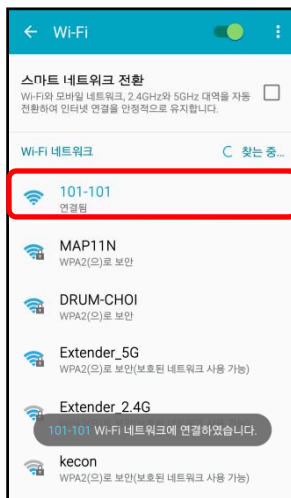 Wi-Fi
스마트 네트워크 전환
Wi-Fi와 모바일 네트워크, 2.4GHz와 5GHz 대역을 자동
전환하여 인터넷 연결을 안정적으로 유지합니다.
Wi-Fi 네트워크 찾는 중...
101-101
연결됨
MAP11N
WPA2(으)로 보안
DRUM-CHOI
WPA2(으)로 보안
Extender_5G
WPA2(으)로 보안(보호된 네트워크 사용 가능)
Extender_2.4G
101-101 Wi-Fi 네트워크에 연결하였습니다.
kecon
WPA2(으)로 보안(보호된 네트워크 사용 가능)